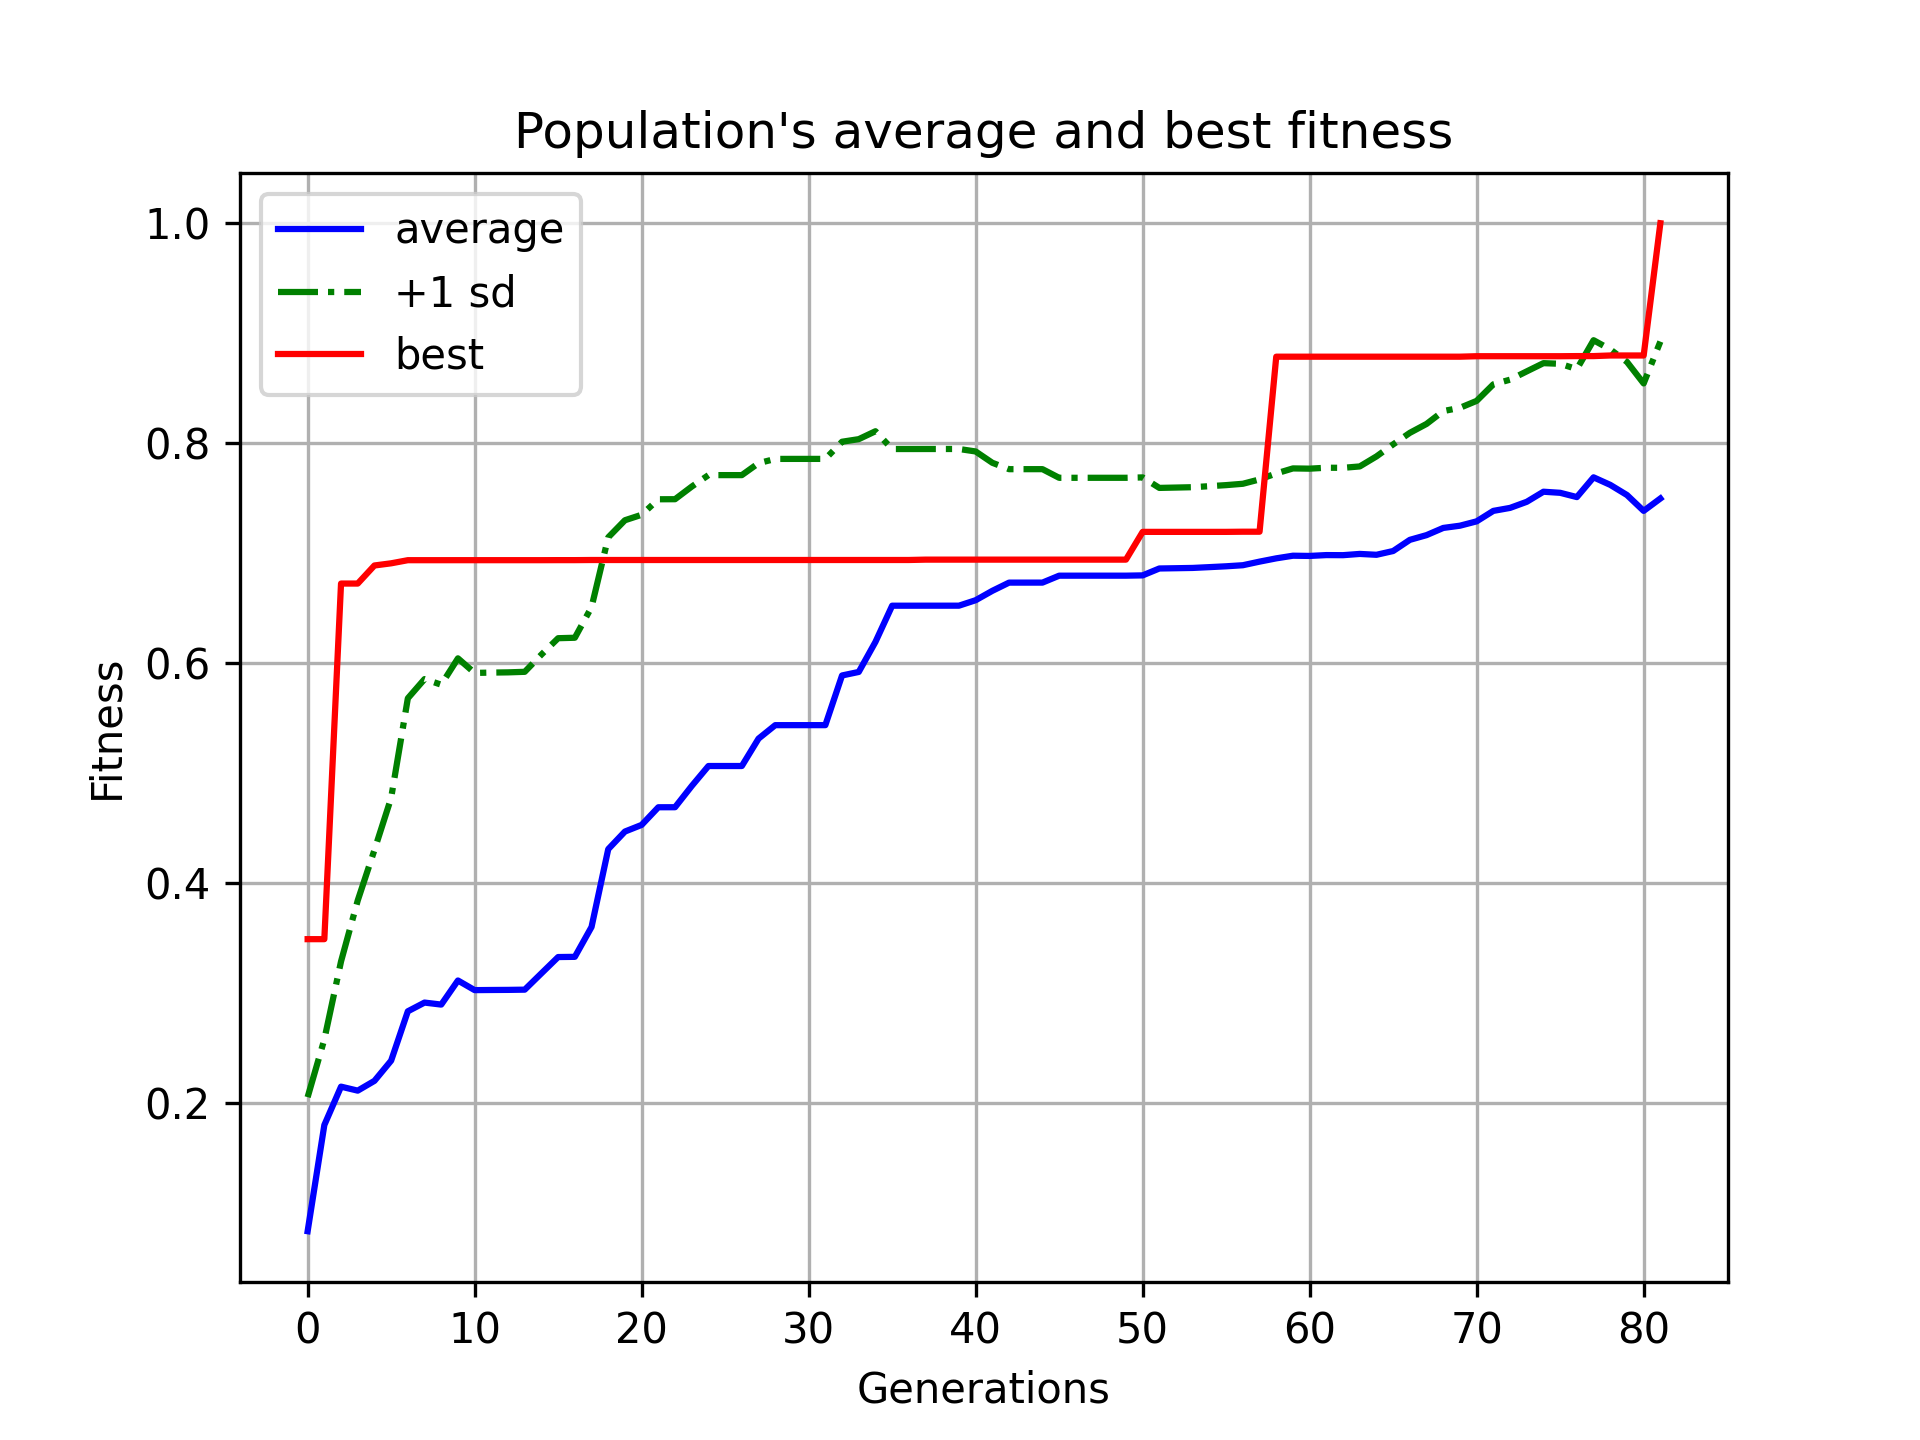 Population's average and best fitness
average
+1 sd
best
1.0
0.8
0.6
0.4
0.2
Fitness
0 10 20 30 40 50 60 70 80
Generations